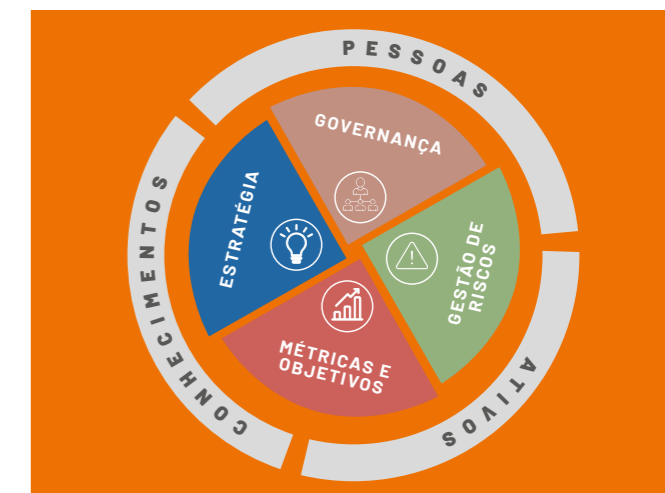 PESSOAS
GOVERNANÇA
ESTRATÉGIA
GESTÃO DE
RISCOS
MÉTRICAS E
OBJETIVOS
CONHECIMENTOS
ATIVOS